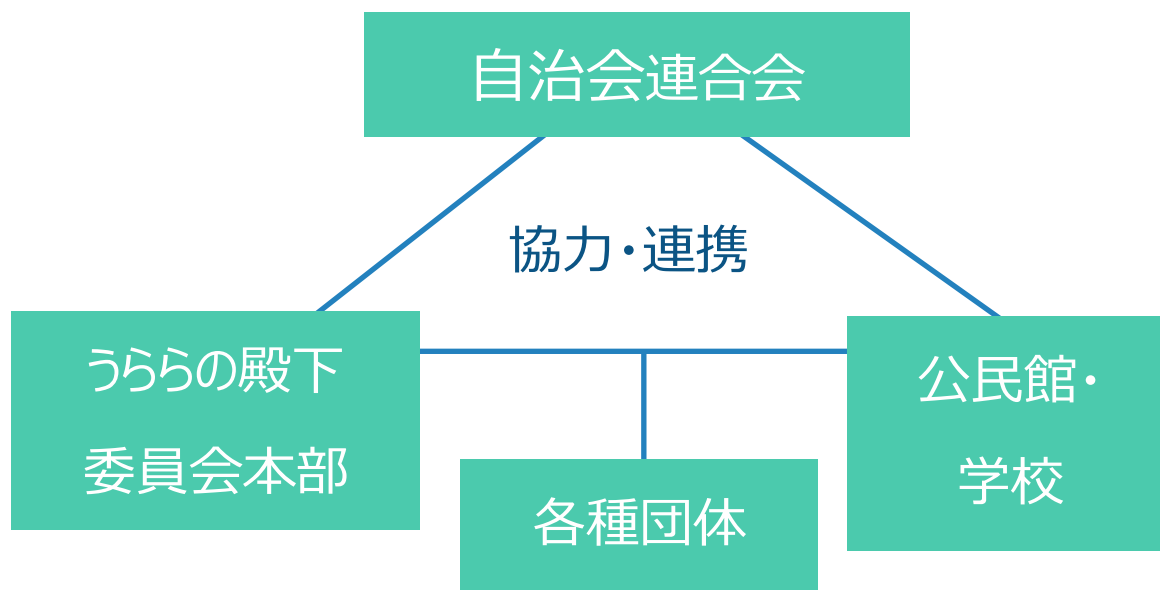 自治会連合会
協力・連携
うららの殿下
委員会本部
公民館・
学校
各種団体